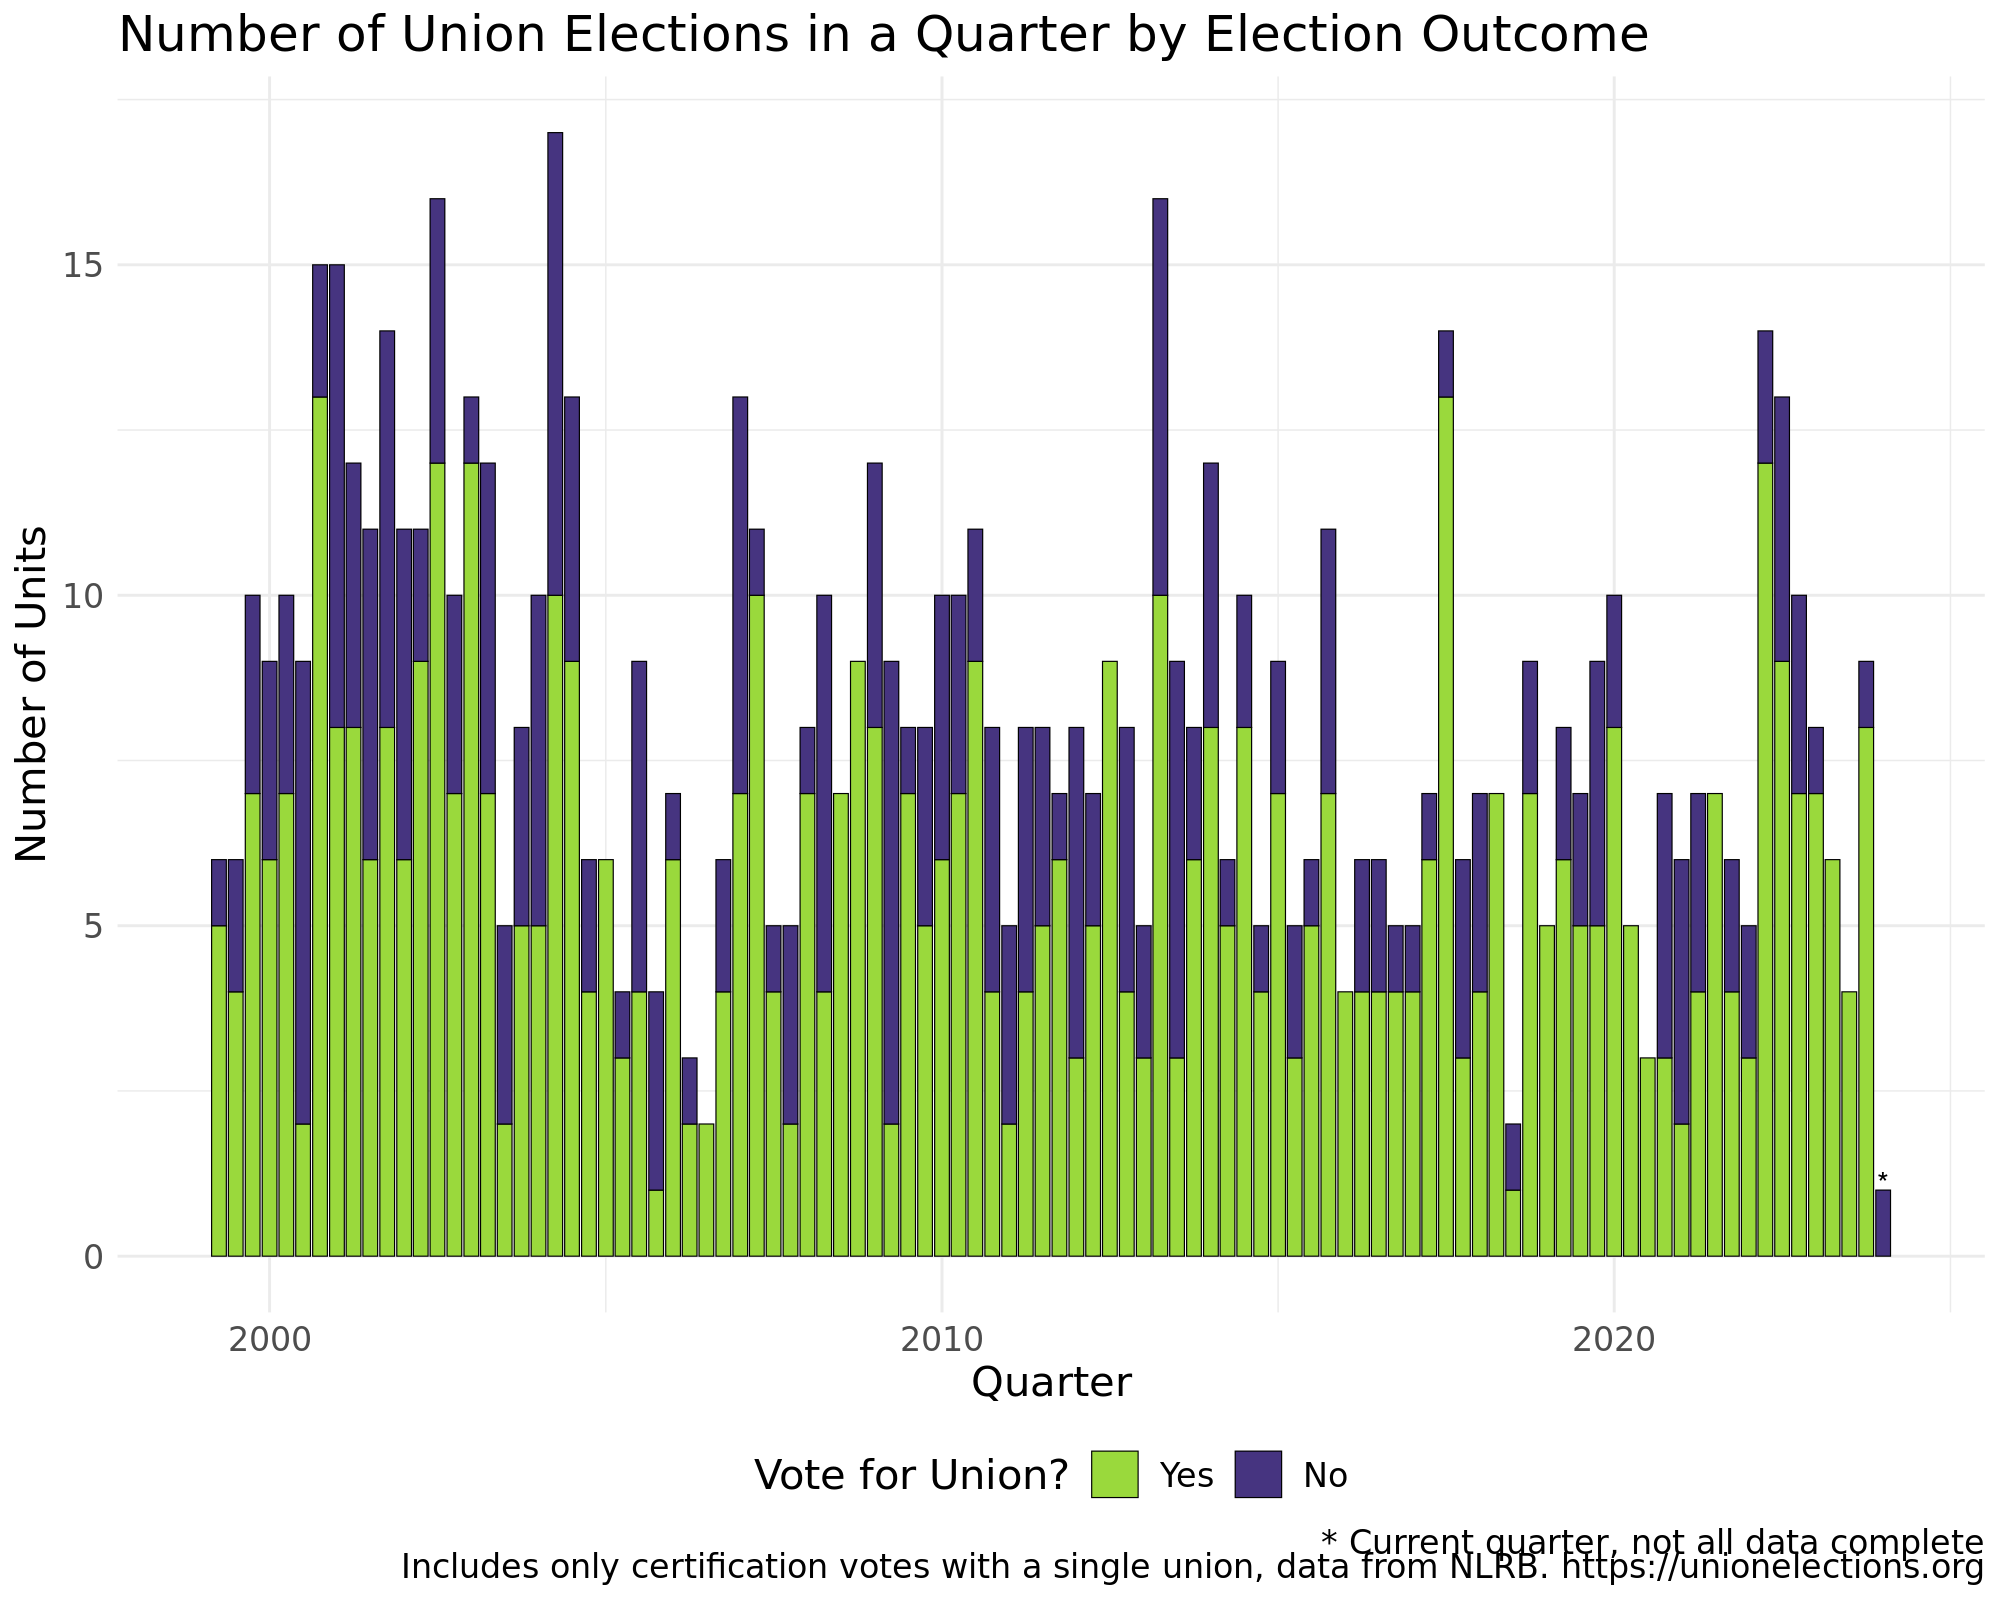 Number of Union Elections in a Quarter by Election Outcome
Number of Units
15
10
5
0
*
2000 2010 2020
Quarter
Vote for Union? Yes No
* Current quarter, not all data complete
Includes only certification votes with a single union, data from NLRB. https://unionelections.org